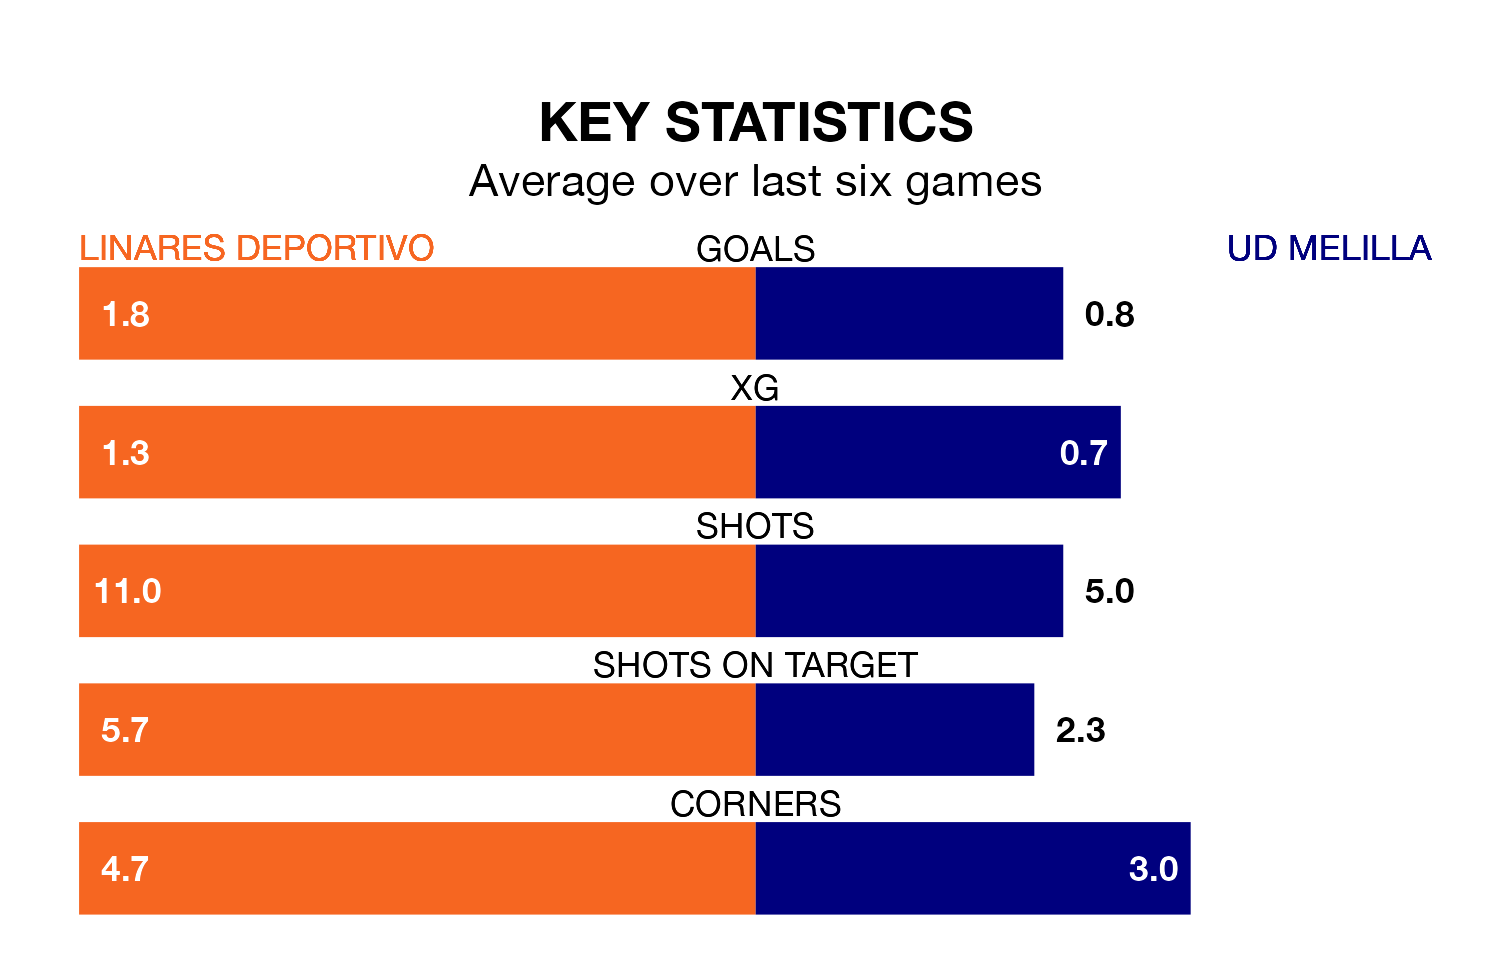 KEY STATISTICS
Average over last six games
LINARES DEPORTIVO GOALS UD MELILLA
1.8 0.8
XG
1.3 0.7
SHOTS
11.0 5.0
SHOTS ON TARGET
5.7 2.3
CORNERS
4.7 3.0